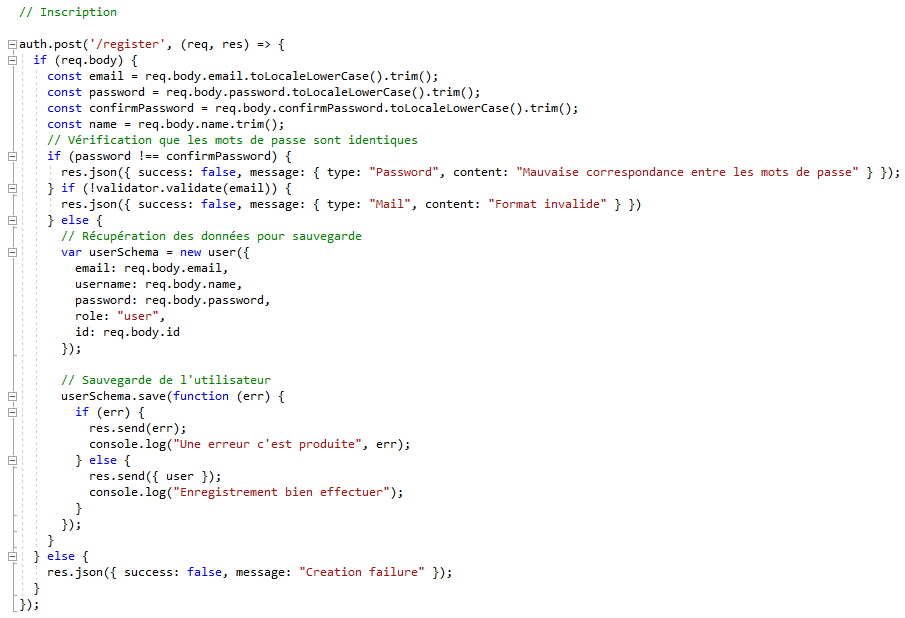 // Inscription
auth.post('/register', (req, res) => {
if (req.body) {
const email = req.body.email.toLocaleLowerCase().trim();
const password = req.body.password.toLocaleLowerCase().trim();
const confirmPassword = req.body.confirmPassword.toLocaleLowerCase().trim();
const name = req.body.name.trim();
// Vérification que les mots de passe sont identiques
if (password !== confirmPassword) {
res.json({ success: false, message: { type: "Password", content: "Mauvaise correspondance entre les mots de passe" } });
} if (!validator.validate(email)) {
res.json({ success: false, message: { type: "Mail", content: "Format invalide" } })
} else {
// Récupération des données pour sauvegarde
var userSchema = new user({
email: req.body.email,
username: req.body.name,
password: req.body.password,
role: "user",
id: req.body.id
});
// Sauvegarde de l'utilisateur
userSchema.save(function (err) {
if (err) {
res.send(err);
console.log("Une erreur c'est produite", err);
} else {
res.send({ user });
console.log("Enregistrement bien effectuer");
}
});
}
} else {
res.json({ success: false, message: "Creation failure" });
}
});